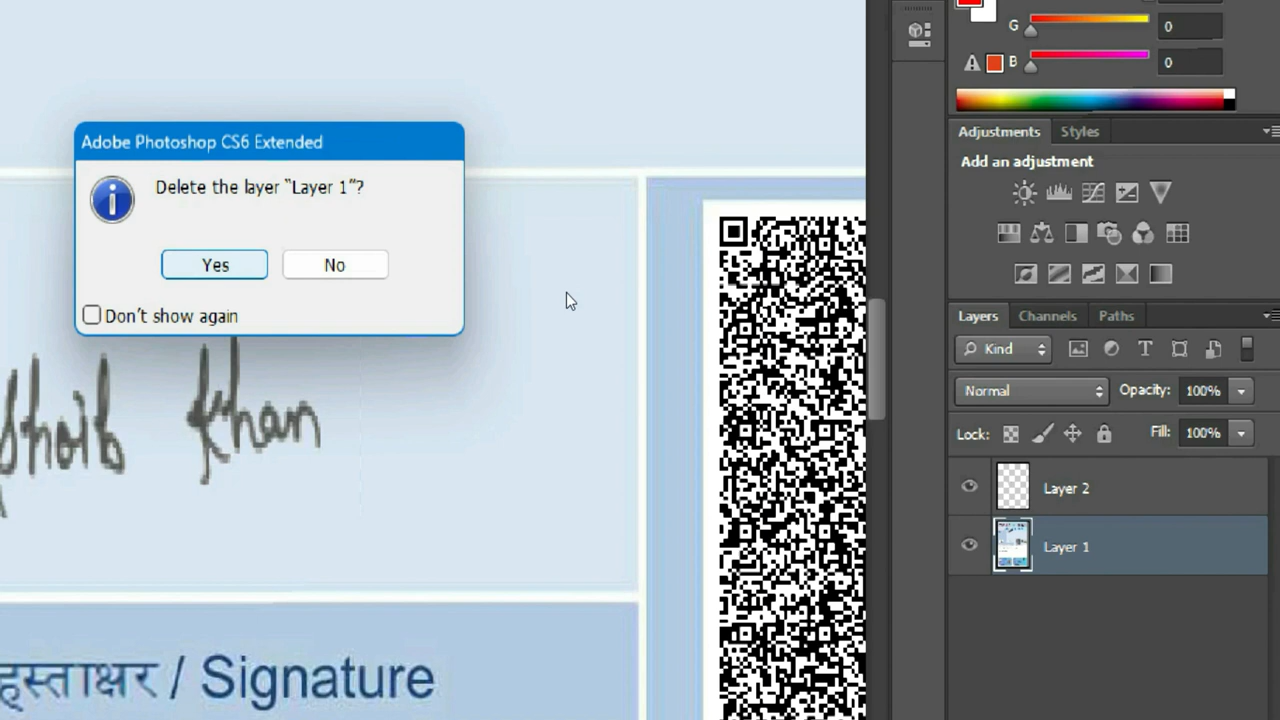 G 0
B 0
Adobe Photoshop CS6 Extended
Delete the layer "Layer 1"?
Yes No
Don't show again
Adjustments Styles
Add an adjustment
Layers Channels Paths
Kind
Normal Opacity: 100%
Lock: Fill: 100%
Layer 2
Layer 1
Khan
हस्ताक्षर / Signature